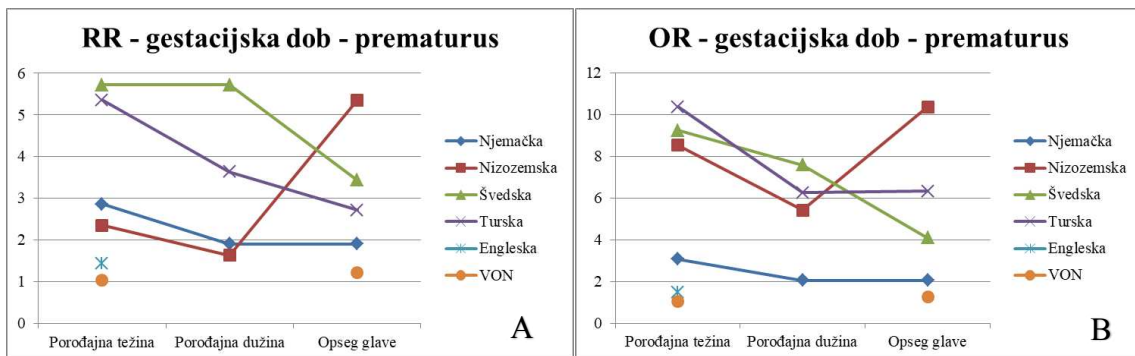 RR - gestacijska dob - prematurus
6
5
4
3
2
1
0
Porođajna težina
Porođajna dužina
Opseg glave
Njemačka
Nizozemska
Švedska
Turska
Engleska
VON
A
OR - gestacijska dob - prematurus
12
10
8
6
4
2
0
Porođajna težina
Porođajna dužina
Opseg glave
Njemačka
Nizozemska
Švedska
Turska
Engleska
VON
B